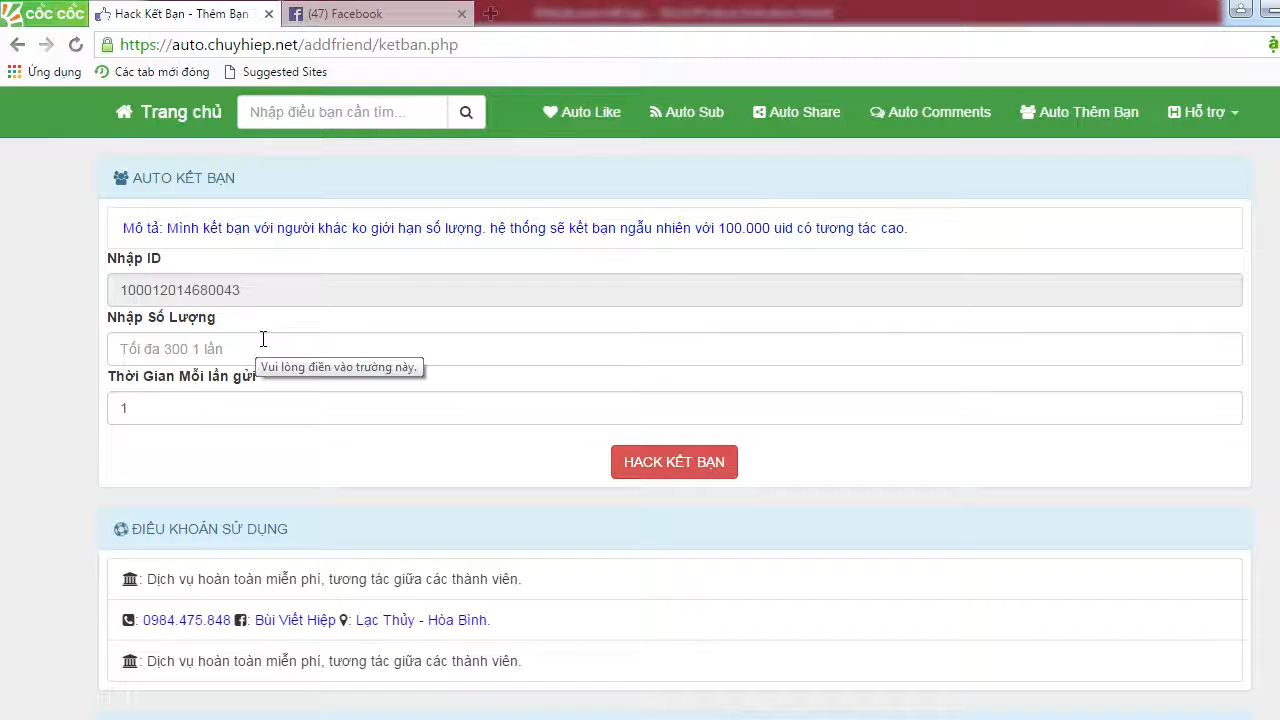 cốc cốc
Hack Kết Bạn - Thêm Bạn
(47) Facebook
https://auto.chuyhiep.net/addfriend/ketban.php
Ứng dụng
Các tab mới đóng
Suggested Sites
Trang chủ
Nhập điều bạn cần tìm...
Auto Like
Auto Sub
Auto Share
Auto Comments
Auto Thêm Bạn
Hỗ trợ
AUTO KẾT BẠN
Mô tả: Mình kết bạn với người khác ko giới hạn số lượng. hệ thống sẽ kết bạn ngẫu nhiên với 100.000 uid có tương tác cao.
Nhập ID
100012014680043
Nhập Số Lượng
Tối đa 300 1 lần
Vui lòng điền vào trường này.
Thời Gian Mỗi lần gửi
1
HACK KẾT BẠN
ĐIỀU KHOẢN SỬ DỤNG
: Dịch vụ hoàn toàn miễn phí, tương tác giữa các thành viên.
: 0984.475.848 : Bùi Viết Hiệp : Lạc Thủy - Hòa Bình.
: Dịch vụ hoàn toàn miễn phí, tương tác giữa các thành viên.